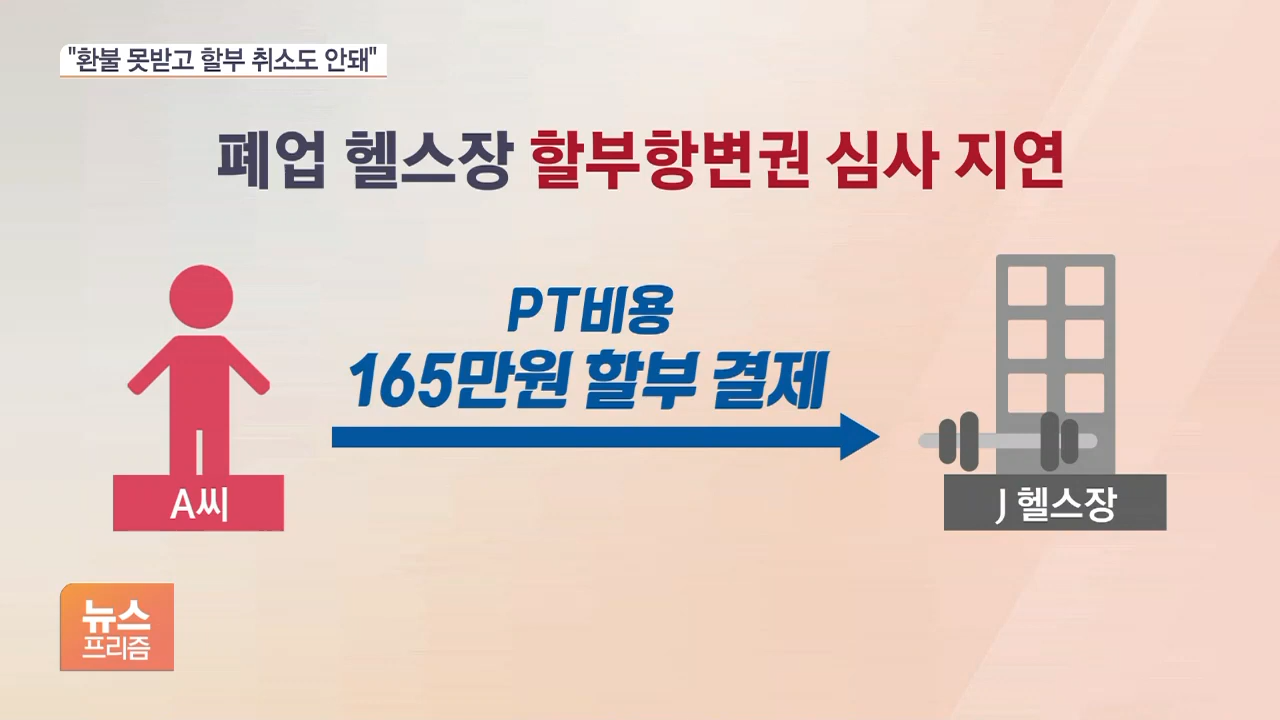 "환불 못받고 할부 취소도 안돼"
폐업 헬스장 할부항변권 심사 지연
PT비용
165만원 할부 결제
A씨
J 헬스장
뉴스
프리즘